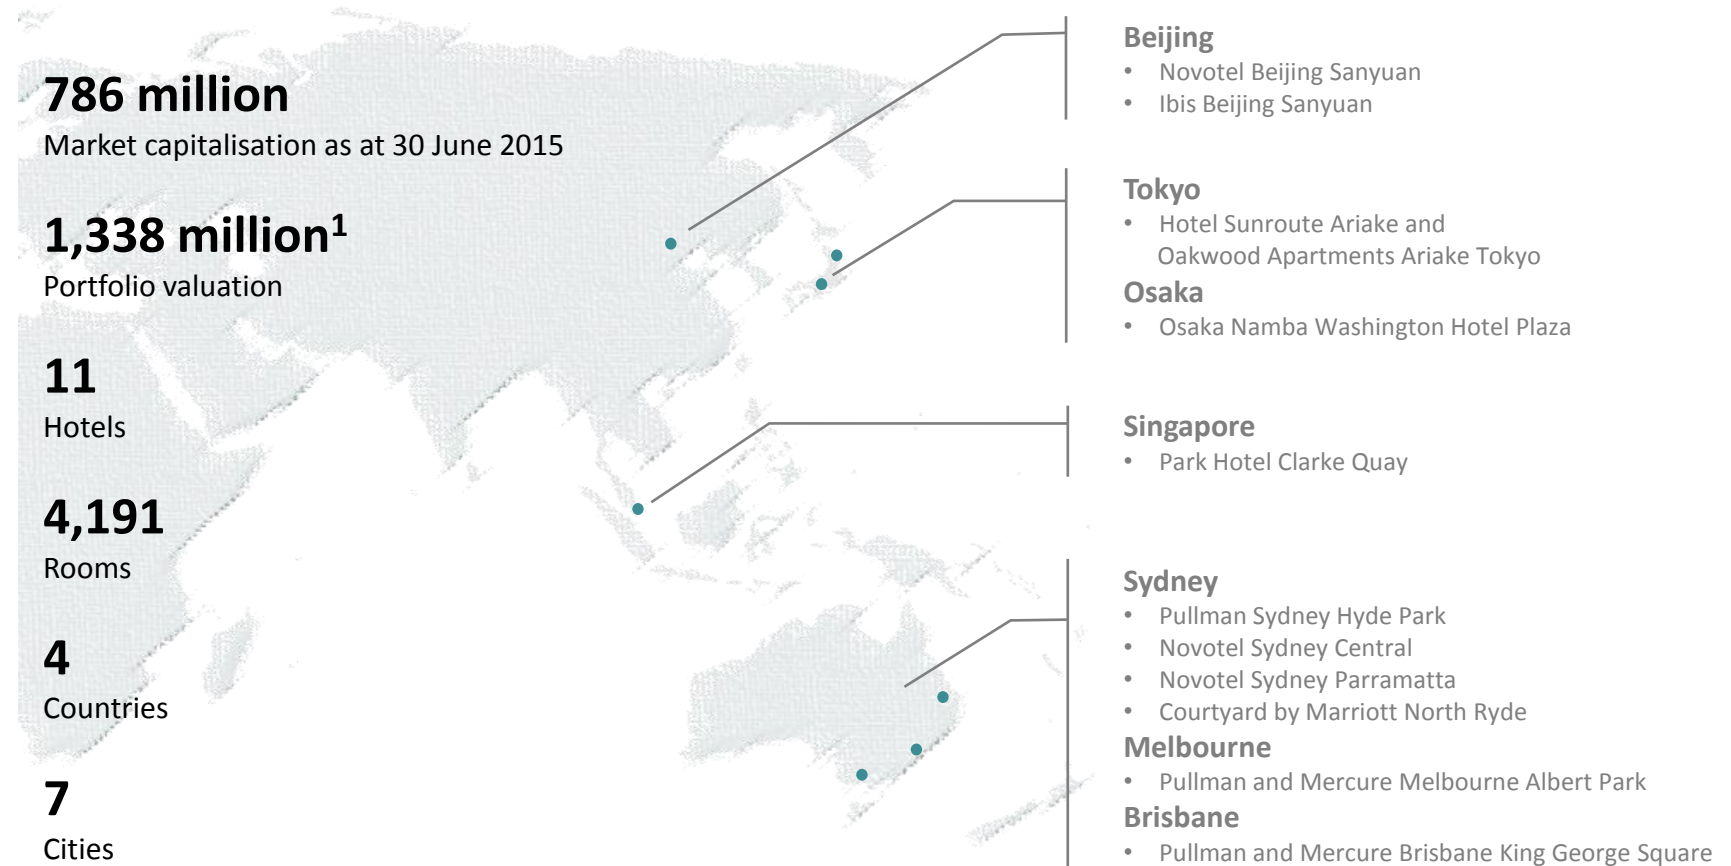 786 million
Market capitalisation as at 30 June 2015
1,338 million¹
Portfolio valuation
11
Hotels
4,191
Rooms
4
Countries
7
Cities
Beijing
• Novotel Beijing Sanyuan
• Ibis Beijing Sanyuan
Tokyo
• Hotel Sunroute Ariake and
Oakwood Apartments Ariake Tokyo
Osaka
• Osaka Namba Washington Hotel Plaza
Singapore
• Park Hotel Clarke Quay
Sydney
• Pullman Sydney Hyde Park
• Novotel Sydney Central
• Novotel Sydney Parramatta
• Courtyard by Marriott North Ryde
Melbourne
• Pullman and Mercure Melbourne Albert Park
Brisbane
• Pullman and Mercure Brisbane King George Square